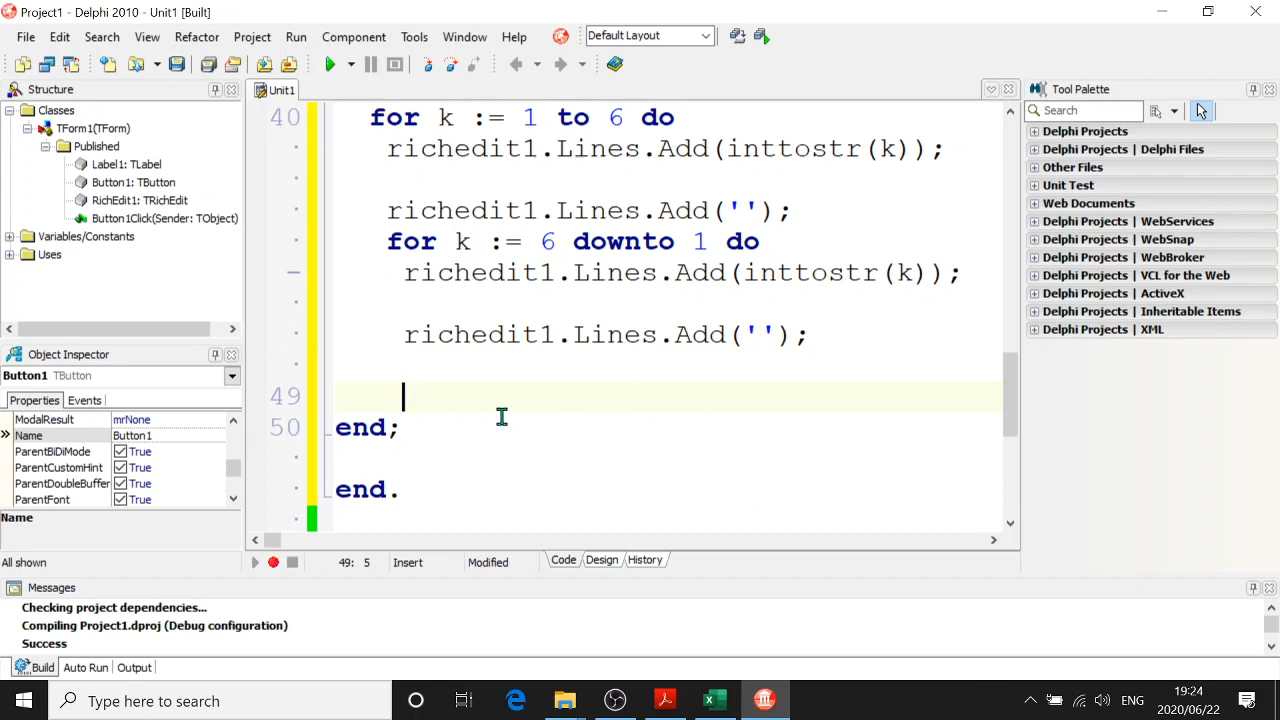 Project1 - Delphi 2010 - Unit1 [Built]
File Edit Search View Refactor Project Run Component Tools Window Help Default Layout
Structure
Classes
TForm1(TForm)
Published
Label1: TLabel
Button1: TButton
RichEdit1: TRichEdit
Button1Click(Sender: TObject)
Variables/Constants
Uses
Object Inspector
Button1 TButton
Properties Events
ModalResult mrNone
Name Button1
ParentBiDiMode True
ParentCustomHint True
ParentDoubleBuffer True
ParentFont True
Name
All shown
Unit1
40 for k := 1 to 6 do
richedit1.Lines.Add(inttostr(k));
richedit1.Lines.Add('');
for k := 6 downto 1 do
richedit1.Lines.Add(inttostr(k));
richedit1.Lines.Add('');
49
50 end;
end.
49: 5 Insert Modified Code Design History
Tool Palette
Search
Delphi Projects
Delphi Projects | Delphi Files
Other Files
Unit Test
Web Documents
Delphi Projects | WebServices
Delphi Projects | WebSnap
Delphi Projects | WebBroker
VCL for the Web
Delphi Projects | ActiveX
Inheritable Items
Delphi Projects | XML
Messages
Checking project dependencies...
Compiling Project1.dproj (Debug configuration)
Success
Build Auto Run Output
Type here to search
ENG
19:24
2020/06/22